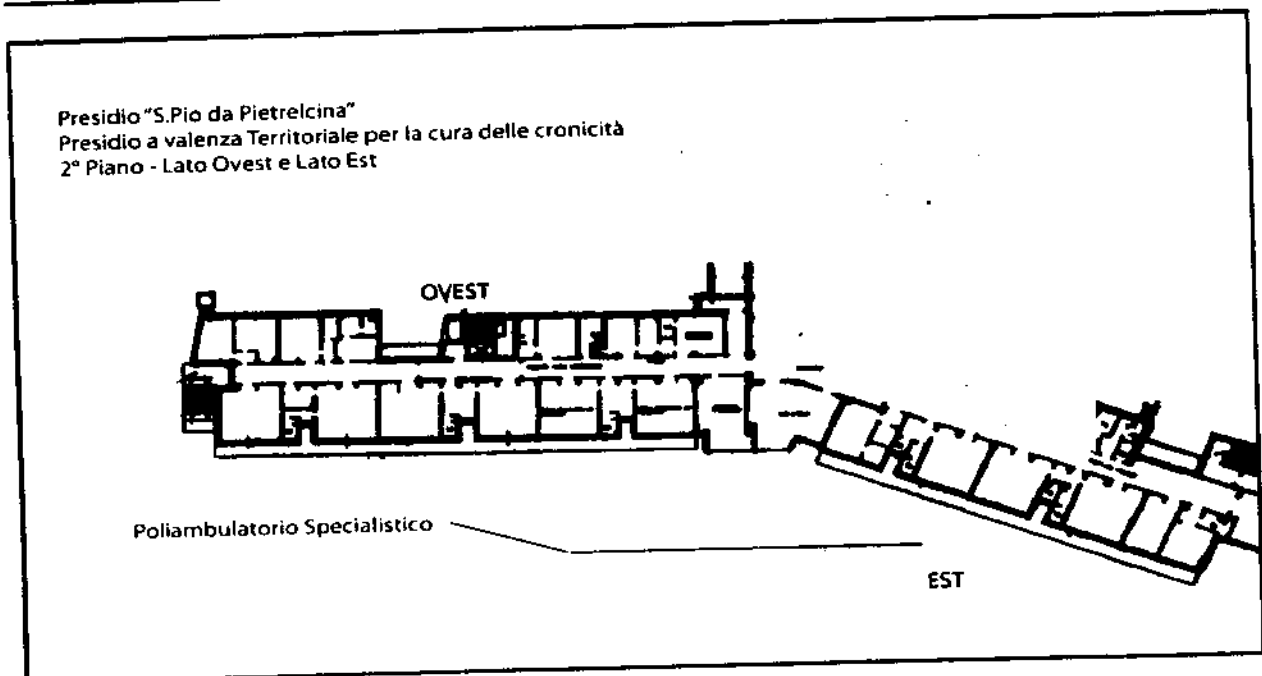 Presidio "S.Pio da Pietrelcina"
Presidio a valenza Territoriale per la cura delle cronicità
2° Piano - Lato Ovest e Lato Est
OVEST
Poliambulatorio Specialistico
EST